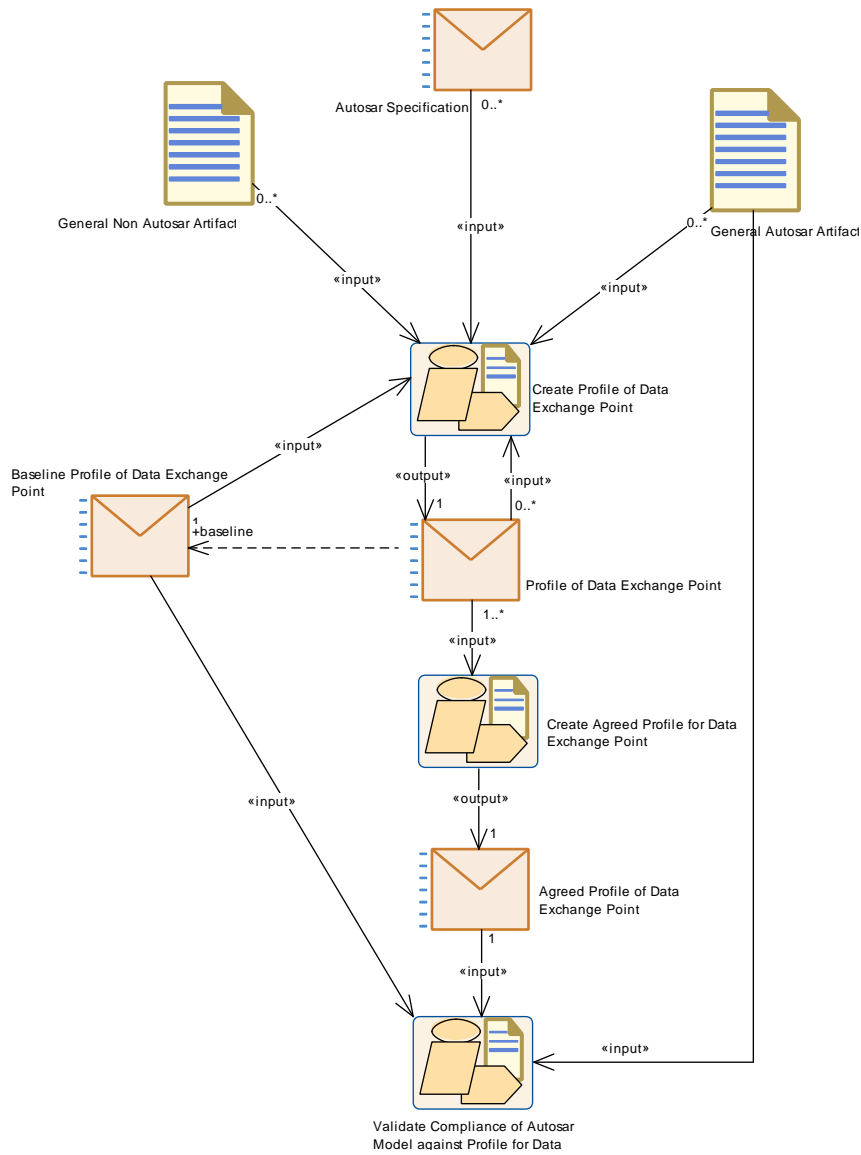 Autosar Specification
0..*
General Non Autosar Artifact
0..*
General Autosar Artifact
0..*
«input»
«input»
«input»
Create Profile of Data
Exchange Point
«input»
«output»
«input»
Baseline Profile of Data Exchange
Point
1
0..*
1
+baseline
Profile of Data Exchange Point
1..*
«input»
Create Agreed Profile for Data
Exchange Point
«input»
«output»
1
Agreed Profile of Data
Exchange Point
1
«input»
«input»
Validate Compliance of Autosar
Model against Profile for Data